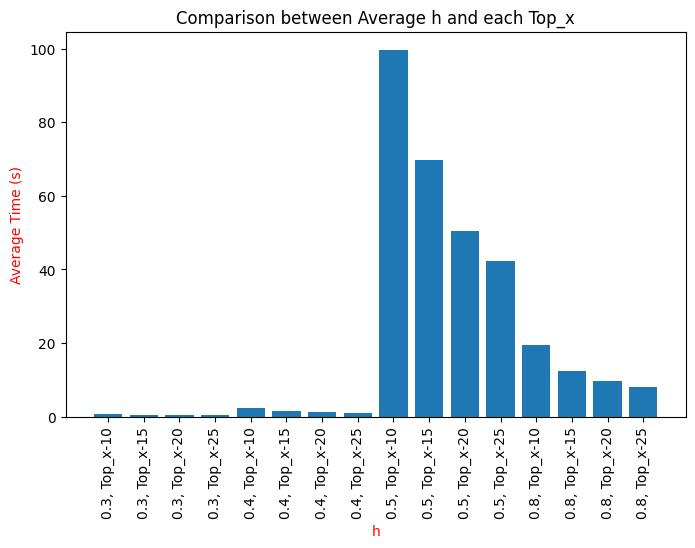 Comparison between Average h and each Top_x
Average Time (s)
100
80
60
40
20
0
0.3, Top_x-10
0.3, Top_x-15
0.3, Top_x-20
0.3, Top_x-25
0.4, Top_x-10
0.4, Top_x-15
0.4, Top_x-20
0.4, Top_x-25
0.5, Top_x-10
0.5, Top_x-15
0.5, Top_x-20
0.5, Top_x-25
0.8, Top_x-10
0.8, Top_x-15
0.8, Top_x-20
0.8, Top_x-25
h